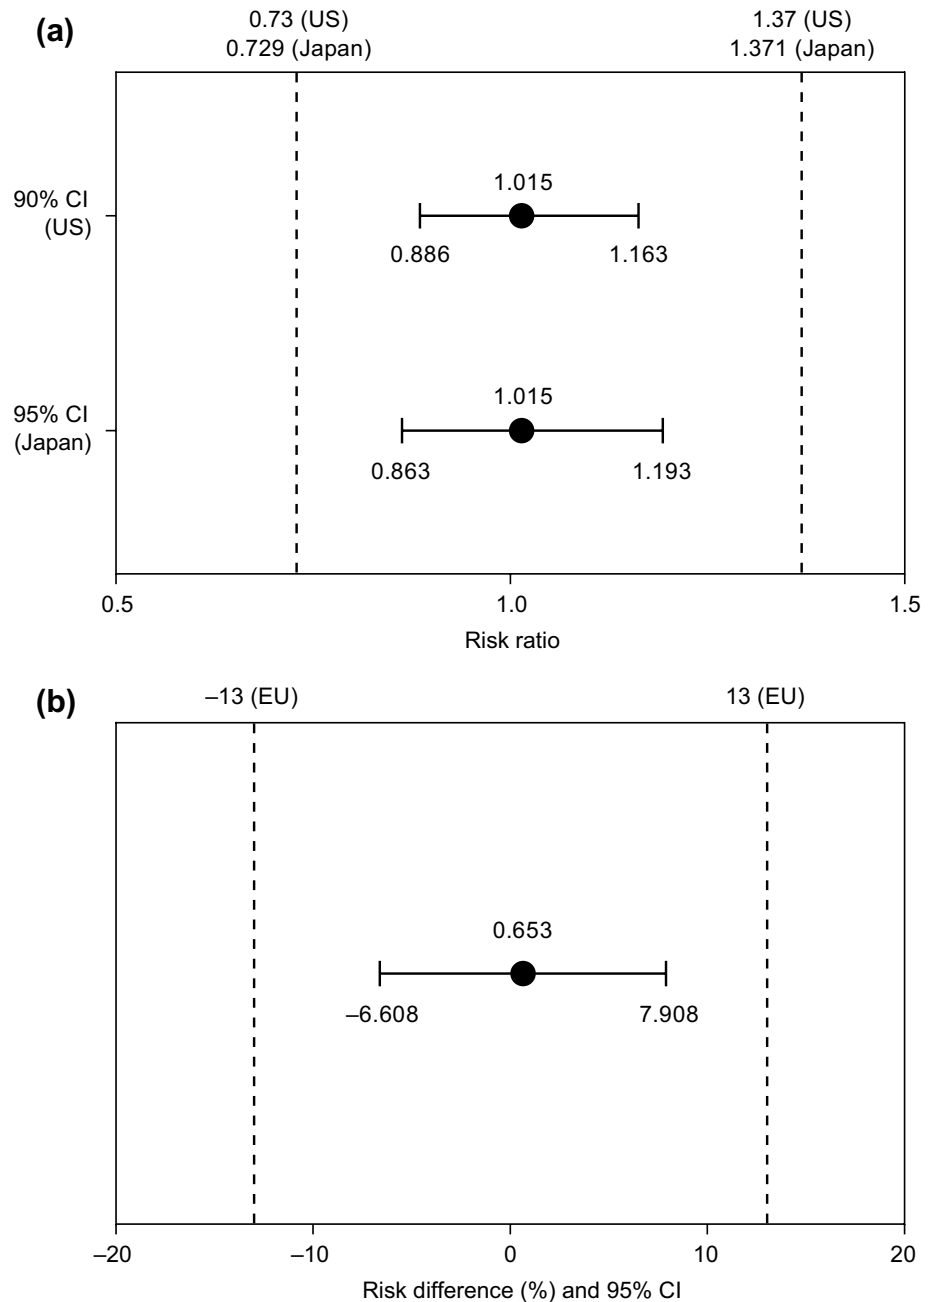 (a)
0.73 (US)
0.729 (Japan)
1.37 (US)
1.371 (Japan)
90% CI
(US)
1.015
0.886
1.163
95% CI
(Japan)
1.015
0.863
1.193
0.5
1.0
1.5
Risk ratio
(b)
–13 (EU)
13 (EU)
0.653
–6.608
7.908
–20
–10
0
10
20
Risk difference (%) and 95% CI